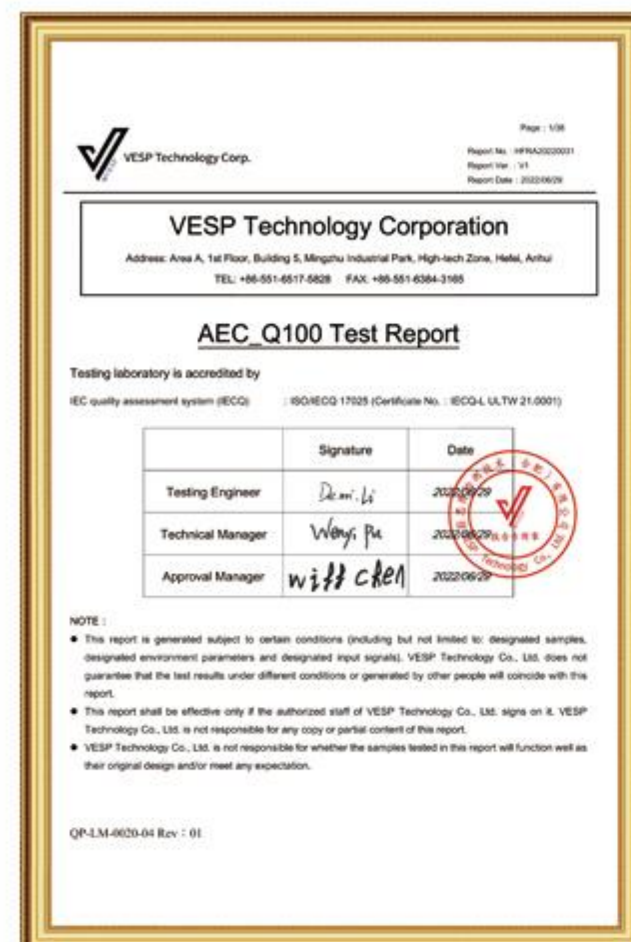 Page : 1/38
VESP Technology Corp.
Report No. : HFRA20220031
Report Ver. : V1
Report Date : 2022/06/29
VESP Technology Corporation
Address: Area A, 1st Floor, Building 5, Mingzhu Industrial Park, High-tech Zone, Hefei, Anhui
TEL: +86-551-6517-5828 FAX: +86-551-6384-3165
AEC_Q100 Test Report
Testing laboratory is accredited by
IEC quality assessment system (IECQ) : ISO/IECQ 17025 (Certificate No. : IECQ-L ULTW 21.0001)
Signature Date
Testing Engineer Demi.Li 2022/06/29
Technical Manager Wenyi Pu 2022/06/29
Approval Manager will chen 2022/06/29
VESP Technology Co., Ltd.
NOTE :
● This report is generated subject to certain conditions (including but not limited to: designated samples,
designated environment parameters and designated input signals). VESP Technology Co., Ltd. does not
guarantee that the test results under different conditions or generated by other people will coincide with this
report.
● This report shall be effective only if the authorized staff of VESP Technology Co., Ltd. signs on it. VESP
Technology Co., Ltd. is not responsible for any copy or partial content of this report.
● VESP Technology Co., Ltd. is not responsible for whether the samples tested in this report will function well as
their original design and/or meet any expectation.
QP-LM-0020-04 Rev : 01